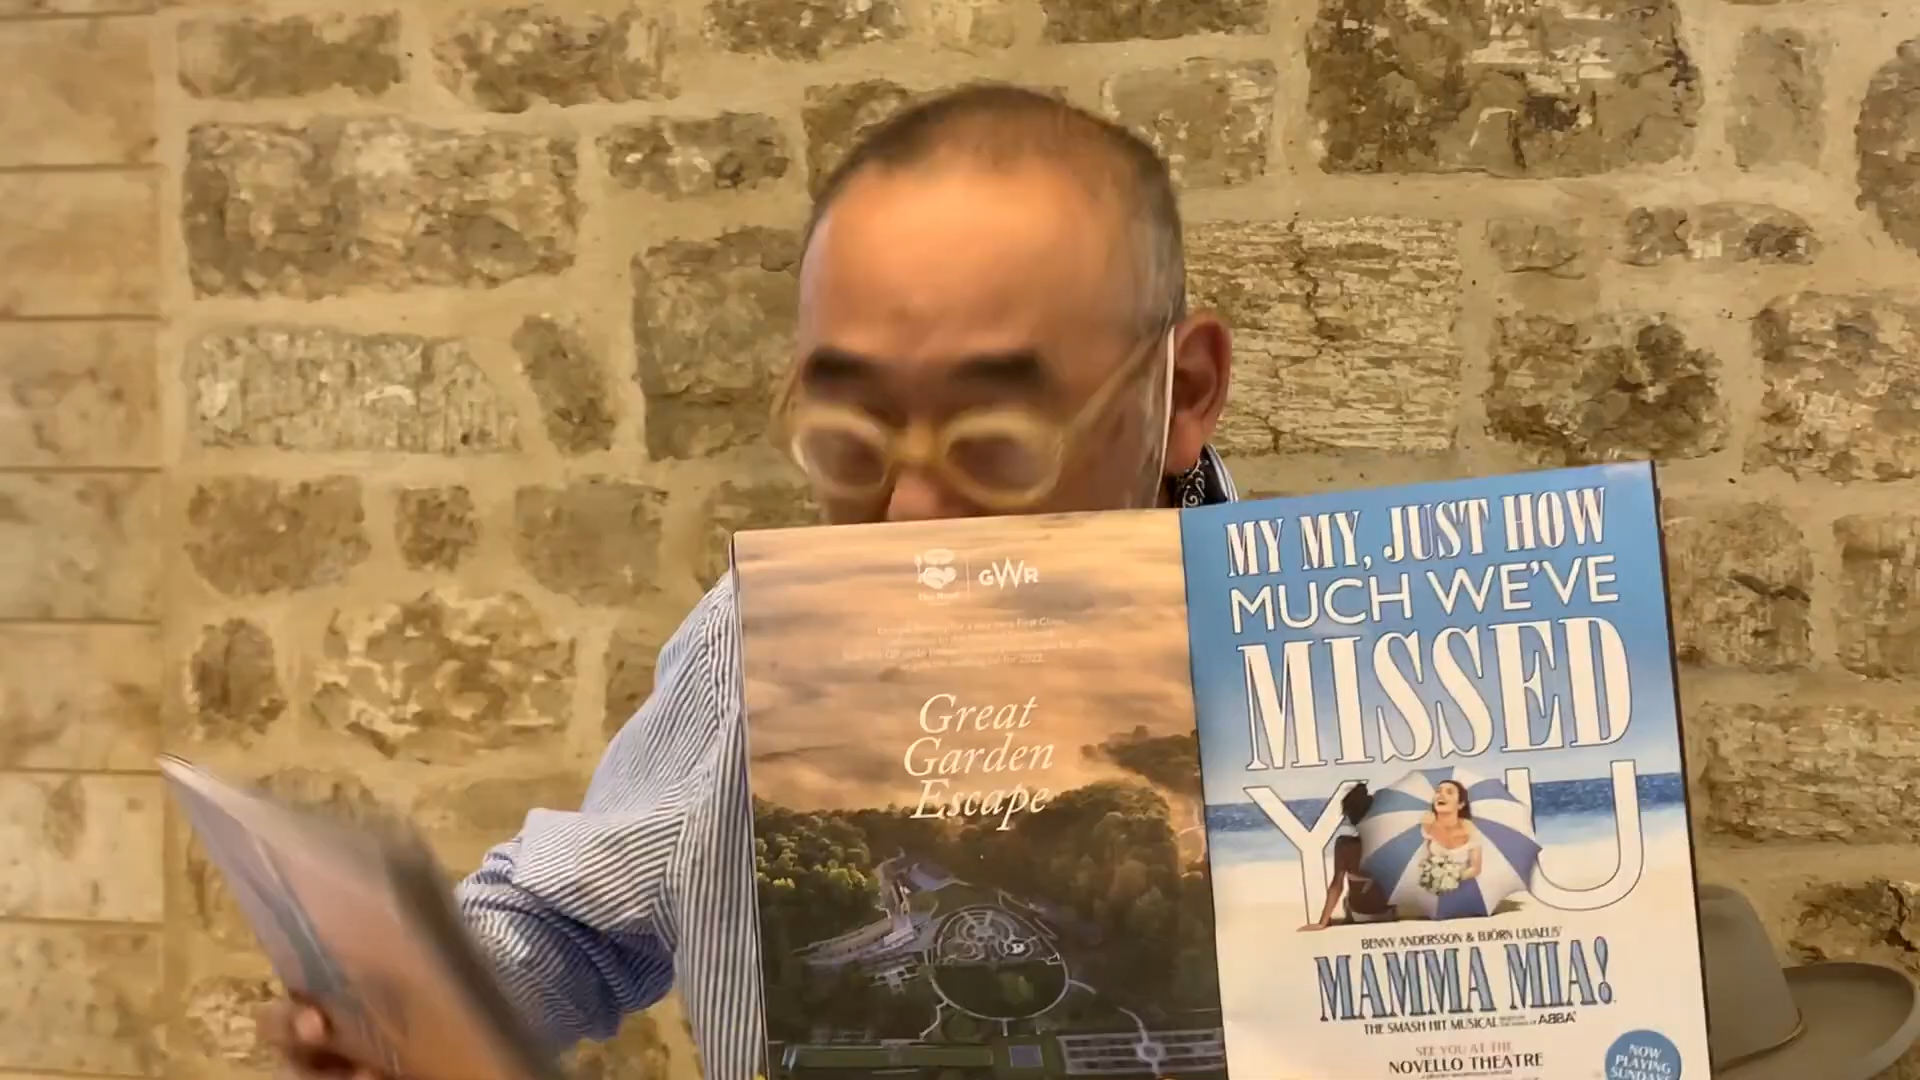 GWR
Great
Garden
Escape
MY MY, JUST HOW
MUCH WE'VE
MISSED
YOU
BENNY ANDERSSON & BJÖRN ULVAEUS'
MAMMA MIA!
THE SMASH HIT MUSICAL ABBA
SEE YOU AT THE
NOVELLO THEATRE
NOW
PLAYING
SUNDAYS